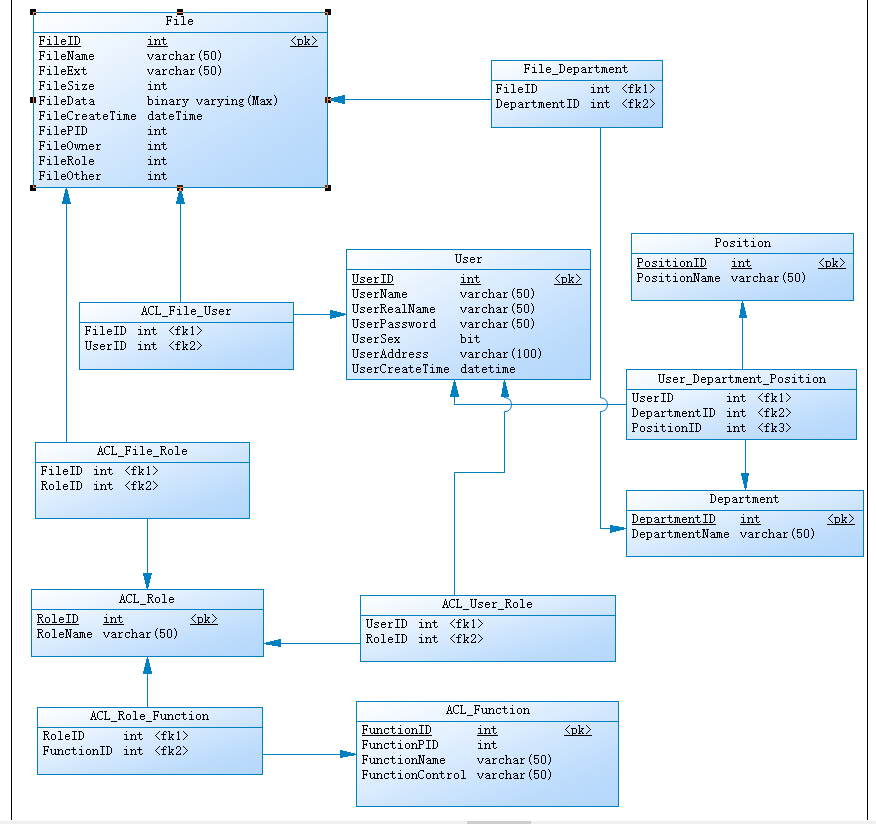 File
FileID int <pk>
FileName varchar(50)
FileExt varchar(50)
FileSize int
FileData binary varying(Max)
FileCreateTime dateTime
FilePID int
FileOwner int
FileRole int
FileOther int
File_Department
FileID int <fk1>
DepartmentID int <fk2>
Position
PositionID int <pk>
PositionName varchar(50)
User
UserID int <pk>
UserName varchar(50)
UserRealName varchar(50)
UserPassword varchar(50)
UserSex bit
UserAddress varchar(100)
UserCreateTime datetime
ACL_File_User
FileID int <fk1>
UserID int <fk2>
User_Department_Position
UserID int <fk1>
DepartmentID int <fk2>
PositionID int <fk3>
ACL_File_Role
FileID int <fk1>
RoleID int <fk2>
Department
DepartmentID int <pk>
DepartmentName varchar(50)
ACL_Role
RoleID int <pk>
RoleName varchar(50)
ACL_User_Role
UserID int <fk1>
RoleID int <fk2>
ACL_Role_Function
RoleID int <fk1>
FunctionID int <fk2>
ACL_Function
FunctionID int <pk>
FunctionPID int
FunctionName varchar(50)
FunctionControl varchar(50)